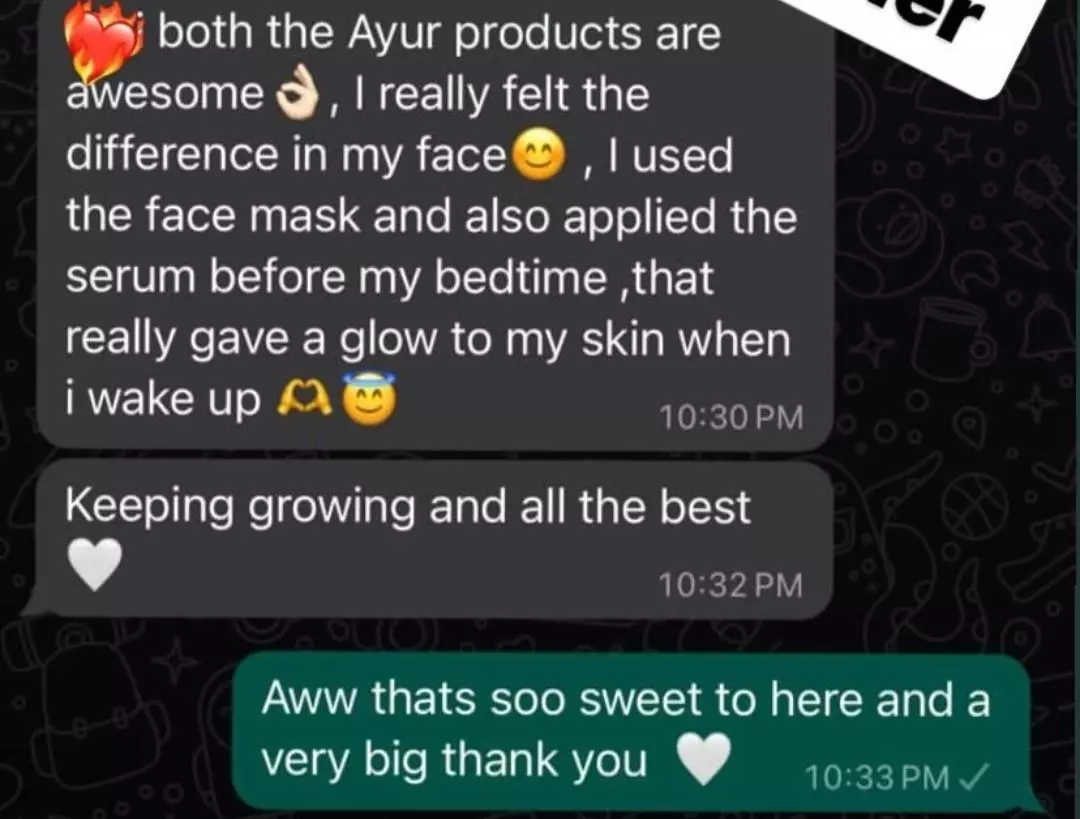 both the Ayur products are
awesome👌🏻, I really felt the
difference in my face😊 , I used
the face mask and also applied the
serum before my bedtime ,that
really gave a glow to my skin when
i wake up 🫶😇
10:30 PM
Keeping growing and all the best
🤍
10:32 PM
Aww thats soo sweet to here and a
very big thank you 🤍
10:33 PM